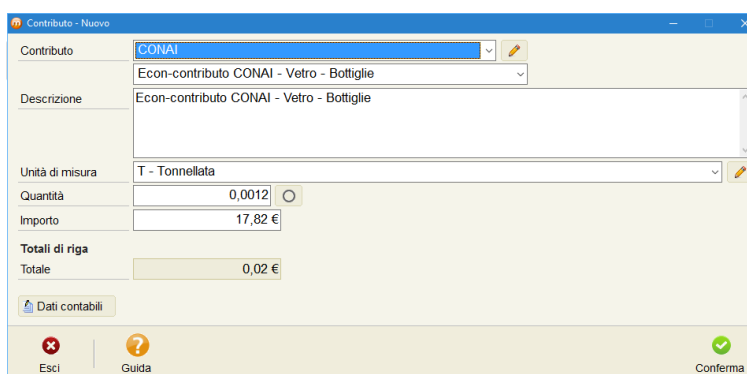 Contributo - Nuovo
Contributo CONAI
Econ-contributo CONAI - Vetro - Bottiglie
Descrizione Econ-contributo CONAI - Vetro - Bottiglie
Unità di misura T - Tonnellata
Quantità 0,0012
Importo 17,82 €
Totali di riga
Totale 0,02 €
Dati contabili
Esci Guida Conferma